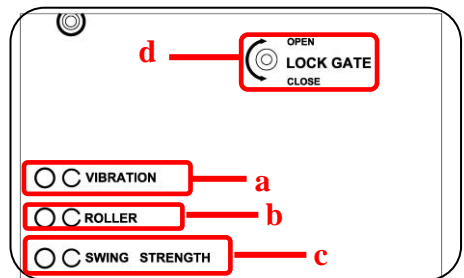 OPEN
d LOCK GATE
CLOSE
VIBRATION a
ROLLER b
SWING STRENGTH c